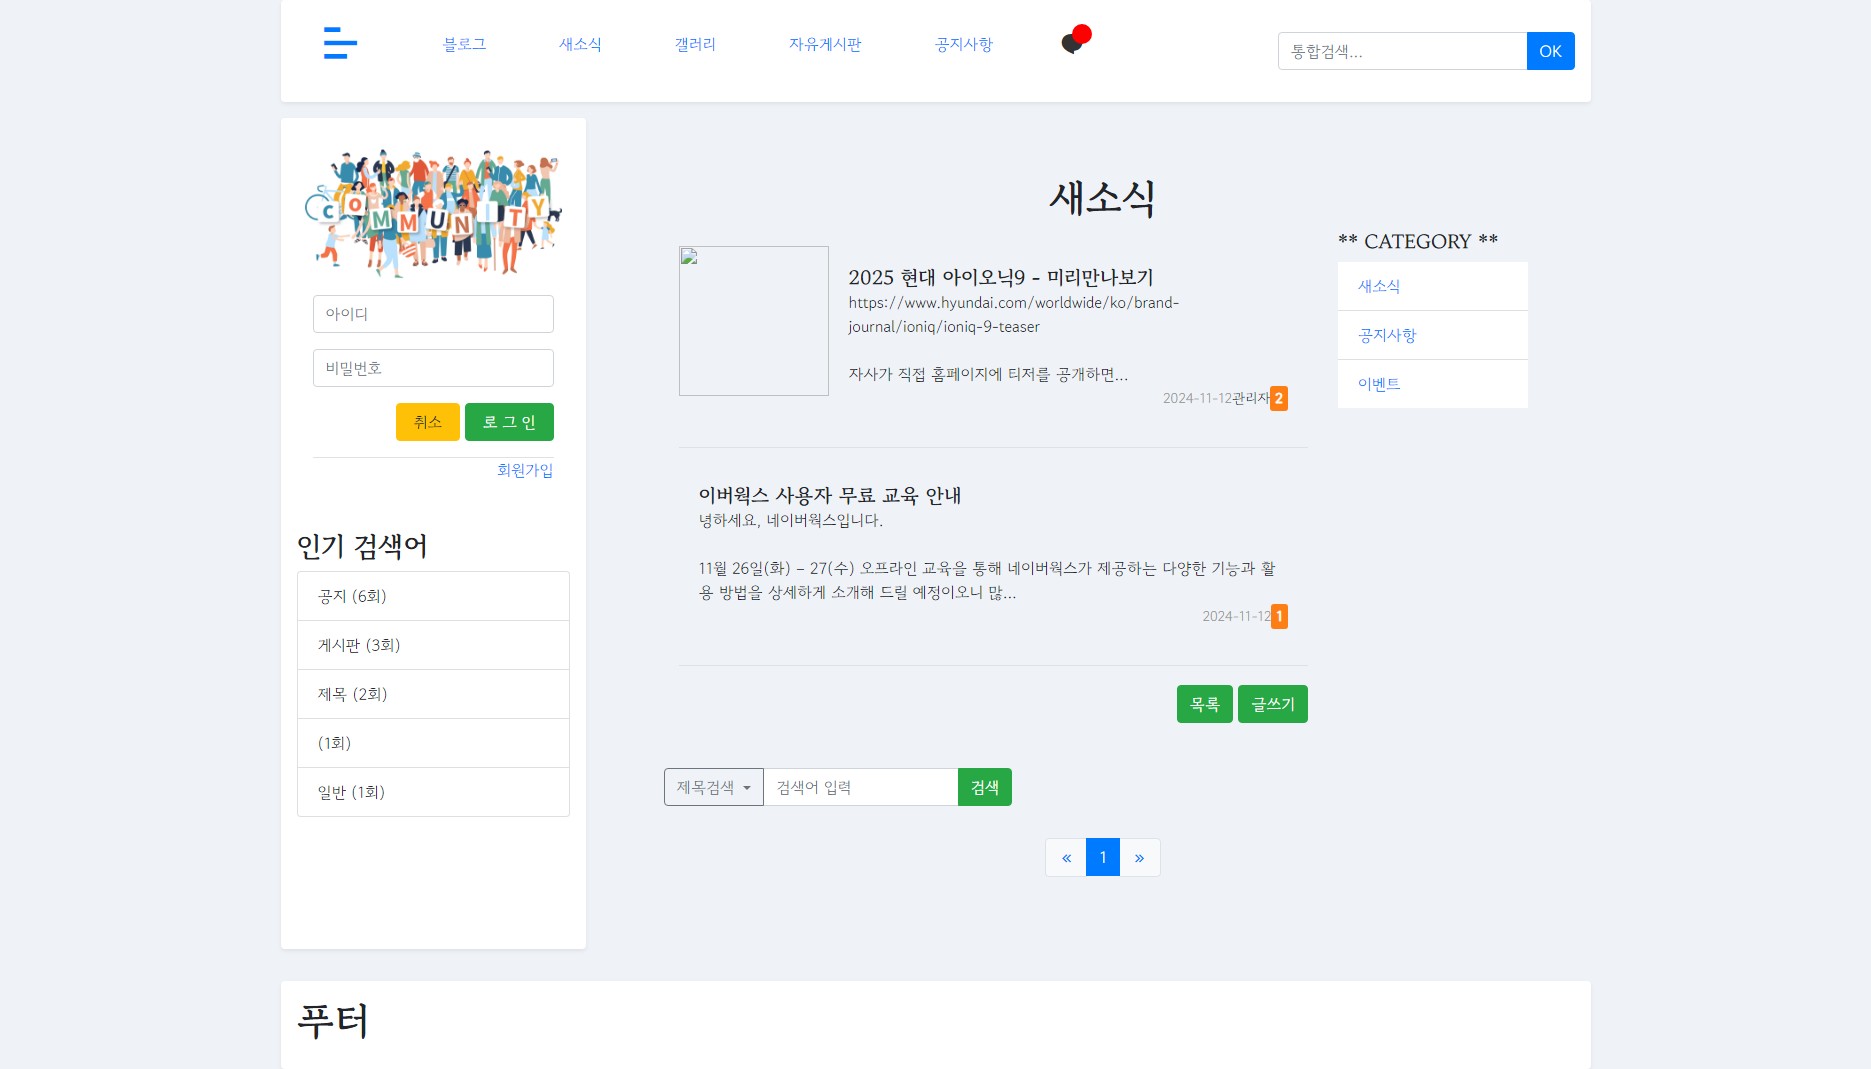 블로그
새소식
갤러리
자유게시판
공지사항
통합검색...
OK
COMMUNITY
아이디
비밀번호
취소
로 그 인
회원가입
인기 검색어
공지 (6회)
게시판 (3회)
제목 (2회)
(1회)
일반 (1회)
새소식
2025 현대 아이오닉9 - 미리만나보기
https://www.hyundai.com/worldwide/ko/brand-
journal/ioniq/ioniq-9-teaser
자사가 직접 홈페이지에 티저를 공개하면...
2024-11-12관리자2
이버웍스 사용자 무료 교육 안내
녕하세요, 네이버웍스입니다.
11월 26일(화) – 27(수) 오프라인 교육을 통해 네이버웍스가 제공하는 다양한 기능과 활
용 방법을 상세하게 소개해 드릴 예정이오니 많...
2024-11-121
목록
글쓰기
제목검색
검색어 입력
검색
« 1 »
** CATEGORY **
새소식
공지사항
이벤트
푸터